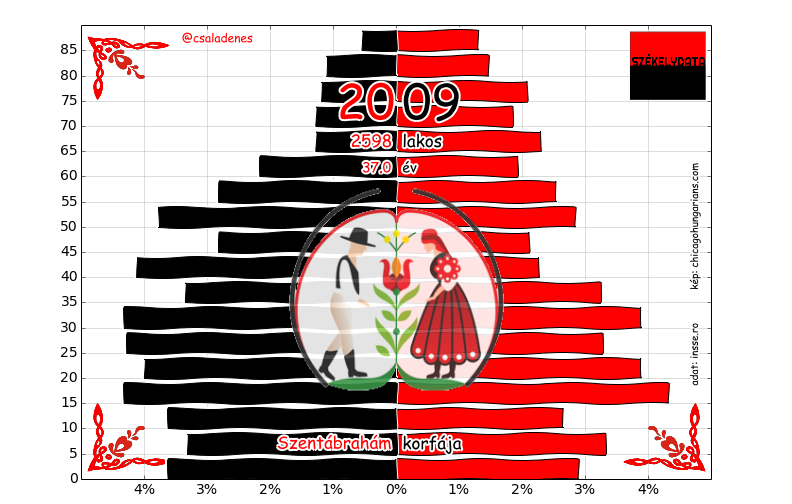 @csaladenes
SZÉKELYDATA
2009
2598 lakos
37.0 év
Szentábrahám korfája
kép: chicagohungarians.com
adat: insse.ro
85
80
75
70
65
60
55
50
45
40
35
30
25
20
15
10
5
0
4% 3% 2% 1% 0% 1% 2% 3% 4%